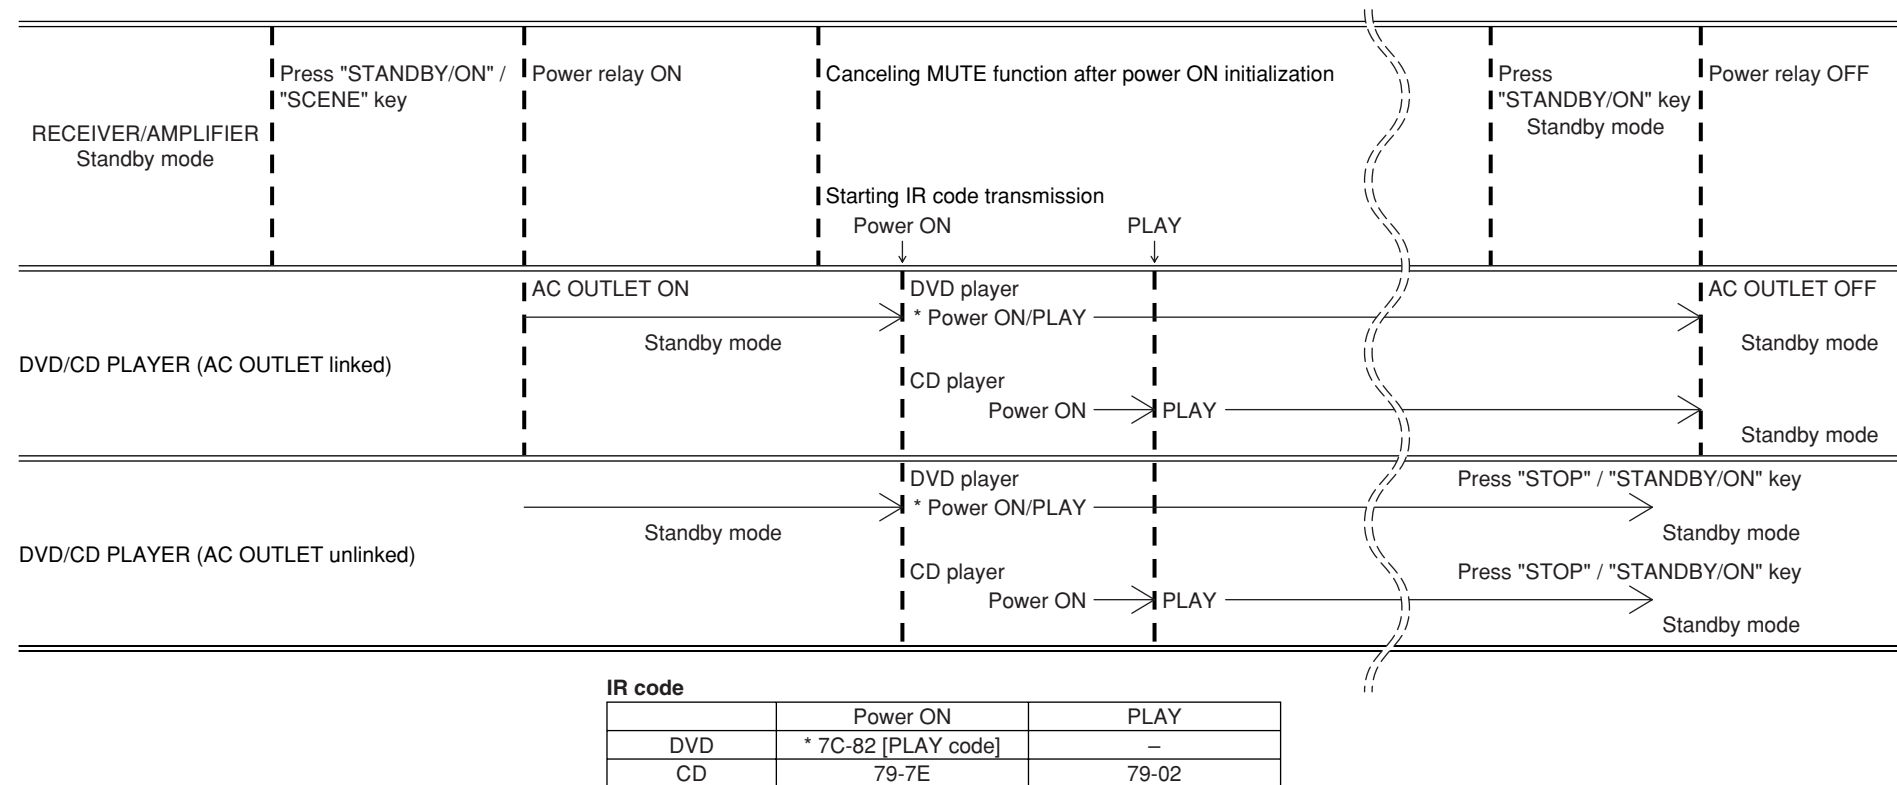 Press "STANDBY/ON" /
"SCENE" key
Power relay ON
Canceling MUTE function after power ON initialization
Press
"STANDBY/ON" key
Standby mode
Power relay OFF
RECEIVER/AMPLIFIER
Standby mode
Starting IR code transmission
Power ON
PLAY
AC OUTLET ON
DVD player
* Power ON/PLAY
AC OUTLET OFF
Standby mode
Standby mode
DVD/CD PLAYER (AC OUTLET linked)
CD player
Power ON
PLAY
Standby mode
DVD player
* Power ON/PLAY
Press "STOP" / "STANDBY/ON" key
Standby mode
Standby mode
DVD/CD PLAYER (AC OUTLET unlinked)
CD player
Power ON
PLAY
Press "STOP" / "STANDBY/ON" key
Standby mode
IR code
Power ON PLAY
DVD * 7C-82 [PLAY code] –
CD 79-7E 79-02